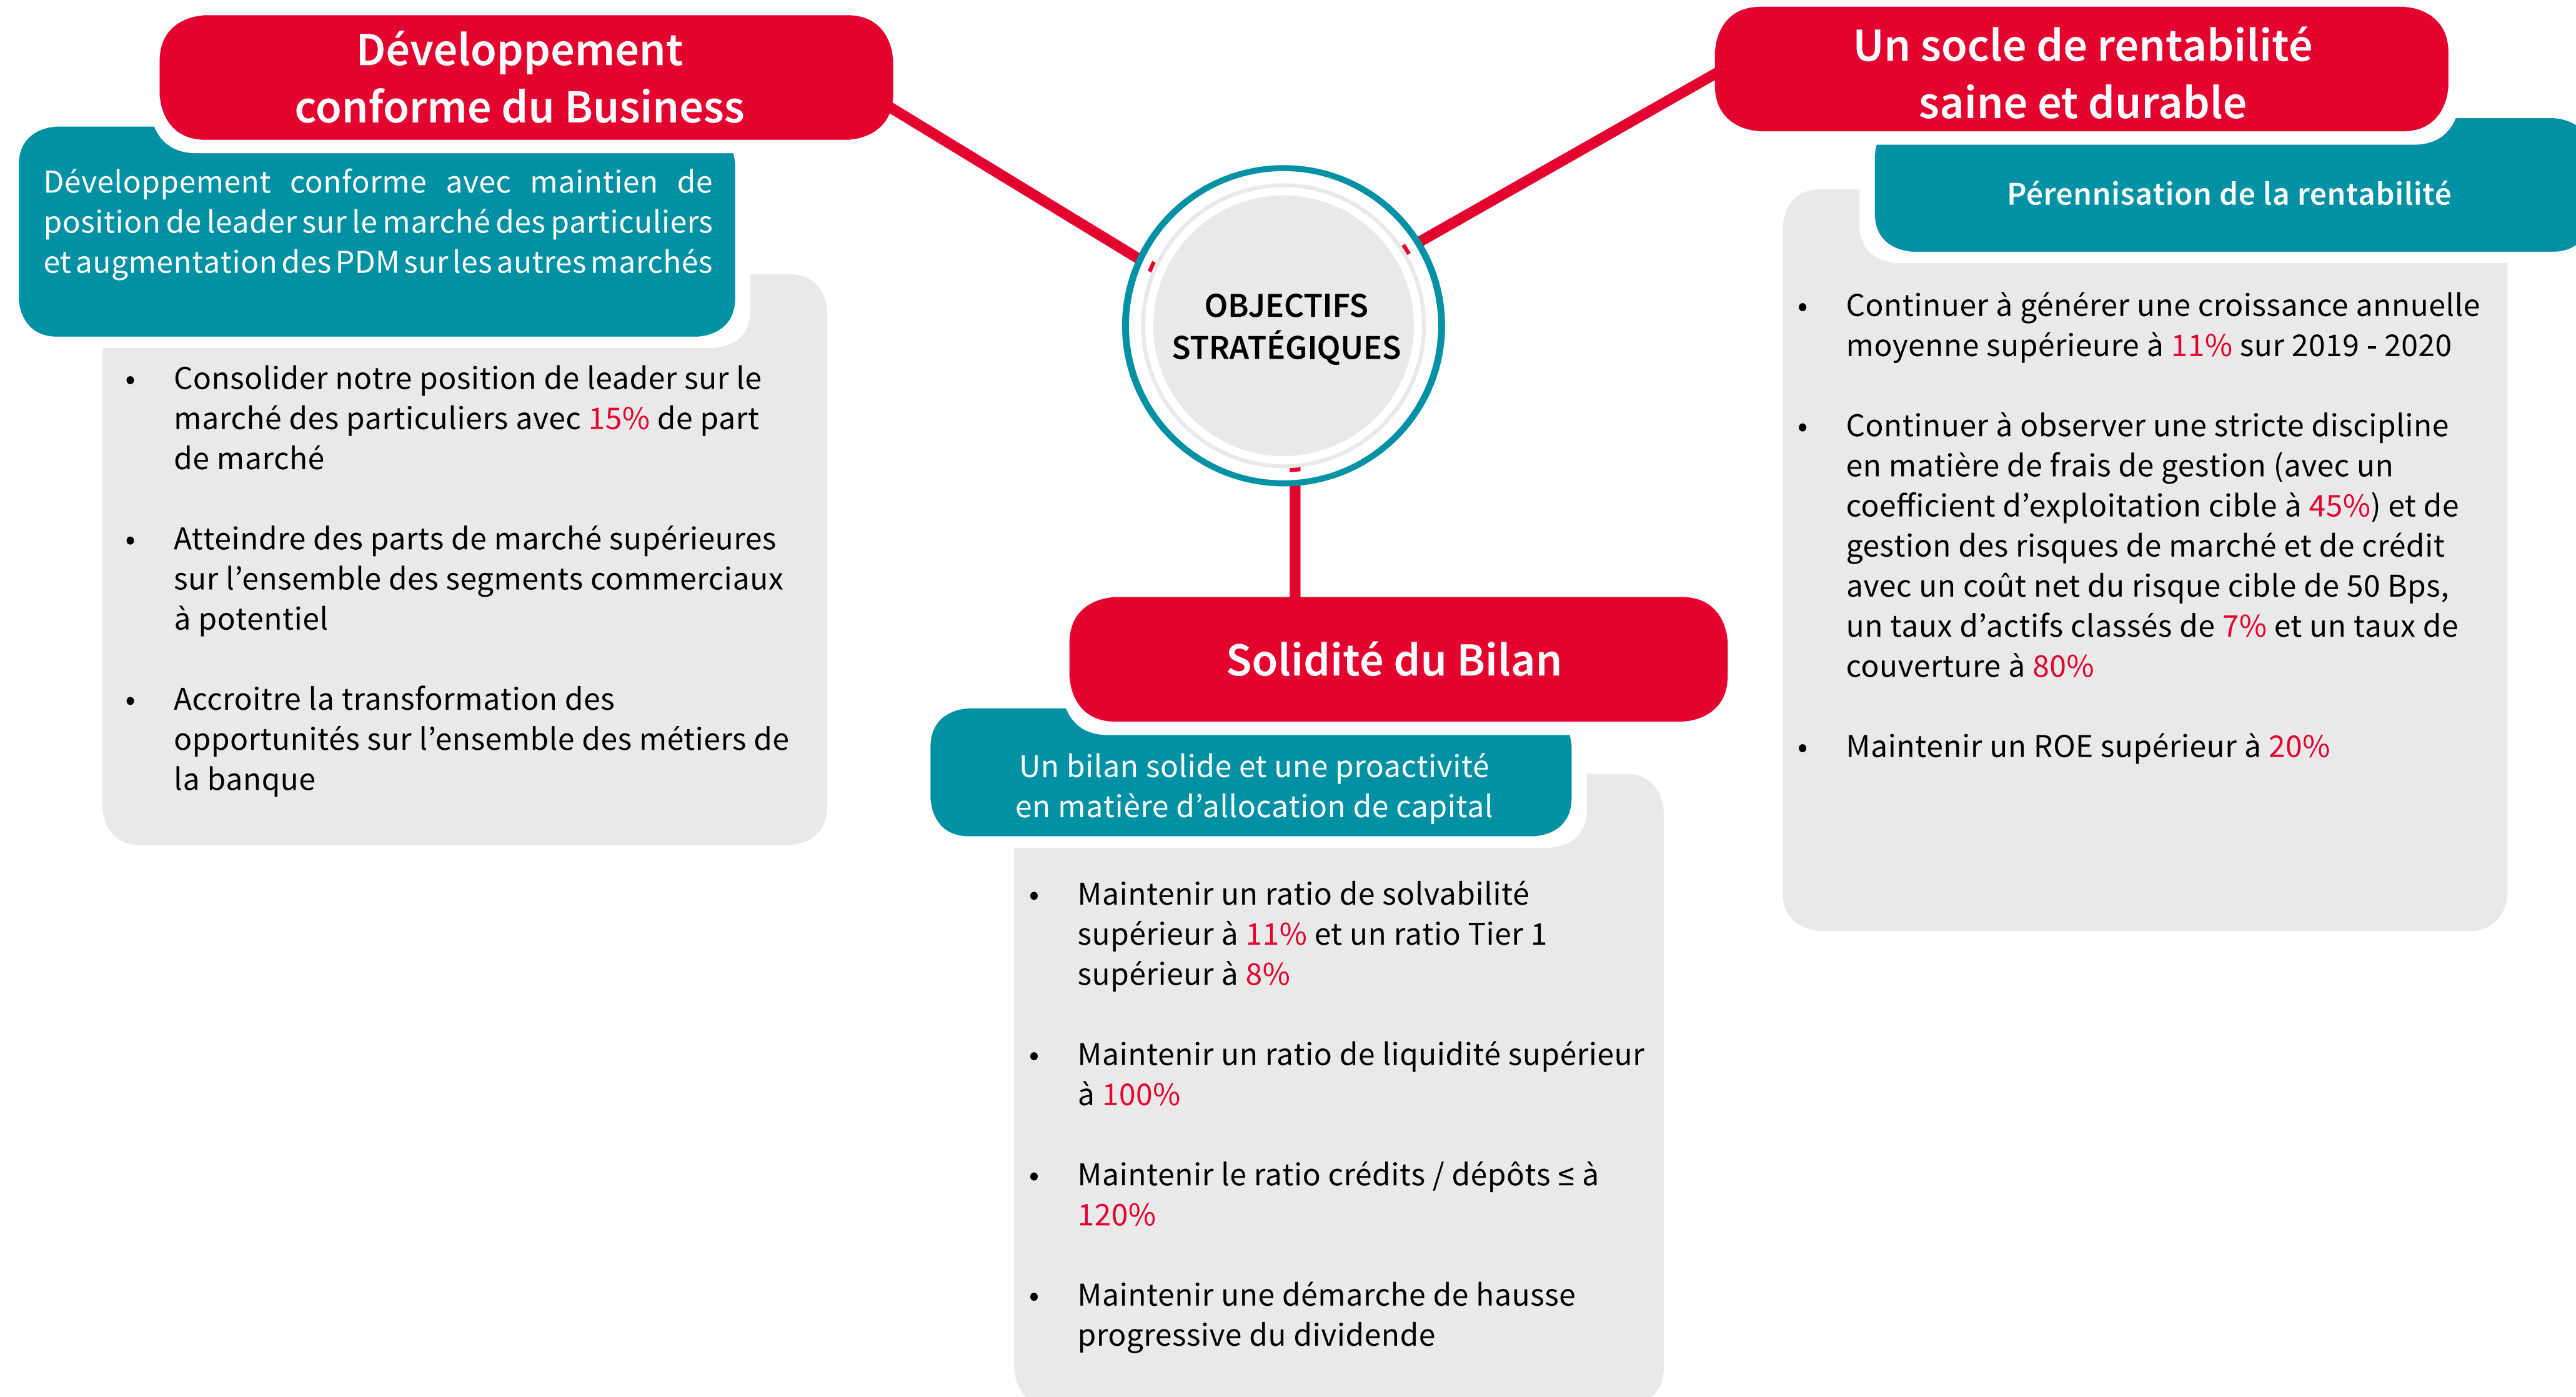 Développement
conforme du Business
Développement conforme avec maintien de
position de leader sur le marché des particuliers
et augmentation des PDM sur les autres marchés
• Consolider notre position de leader sur le
marché des particuliers avec 15% de part
de marché
• Atteindre des parts de marché supérieures
sur l’ensemble des segments commerciaux
à potentiel
• Accroitre la transformation des
opportunités sur l’ensemble des métiers de
la banque
OBJECTIFS
STRATÉGIQUES
Solidité du Bilan
Un bilan solide et une proactivité
en matière d’allocation de capital
• Maintenir un ratio de solvabilité
supérieur à 11% et un ratio Tier 1
supérieur à 8%
• Maintenir un ratio de liquidité supérieur
à 100%
• Maintenir le ratio crédits / dépôts ≤ à
120%
• Maintenir une démarche de hausse
progressive du dividende
Un socle de rentabilité
saine et durable
Pérennisation de la rentabilité
• Continuer à générer une croissance annuelle
moyenne supérieure à 11% sur 2019 - 2020
• Continuer à observer une stricte discipline
en matière de frais de gestion (avec un
coefficient d’exploitation cible à 45%) et de
gestion des risques de marché et de crédit
avec un coût net du risque cible de 50 Bps,
un taux d’actifs classés de 7% et un taux de
couverture à 80%
• Maintenir un ROE supérieur à 20%